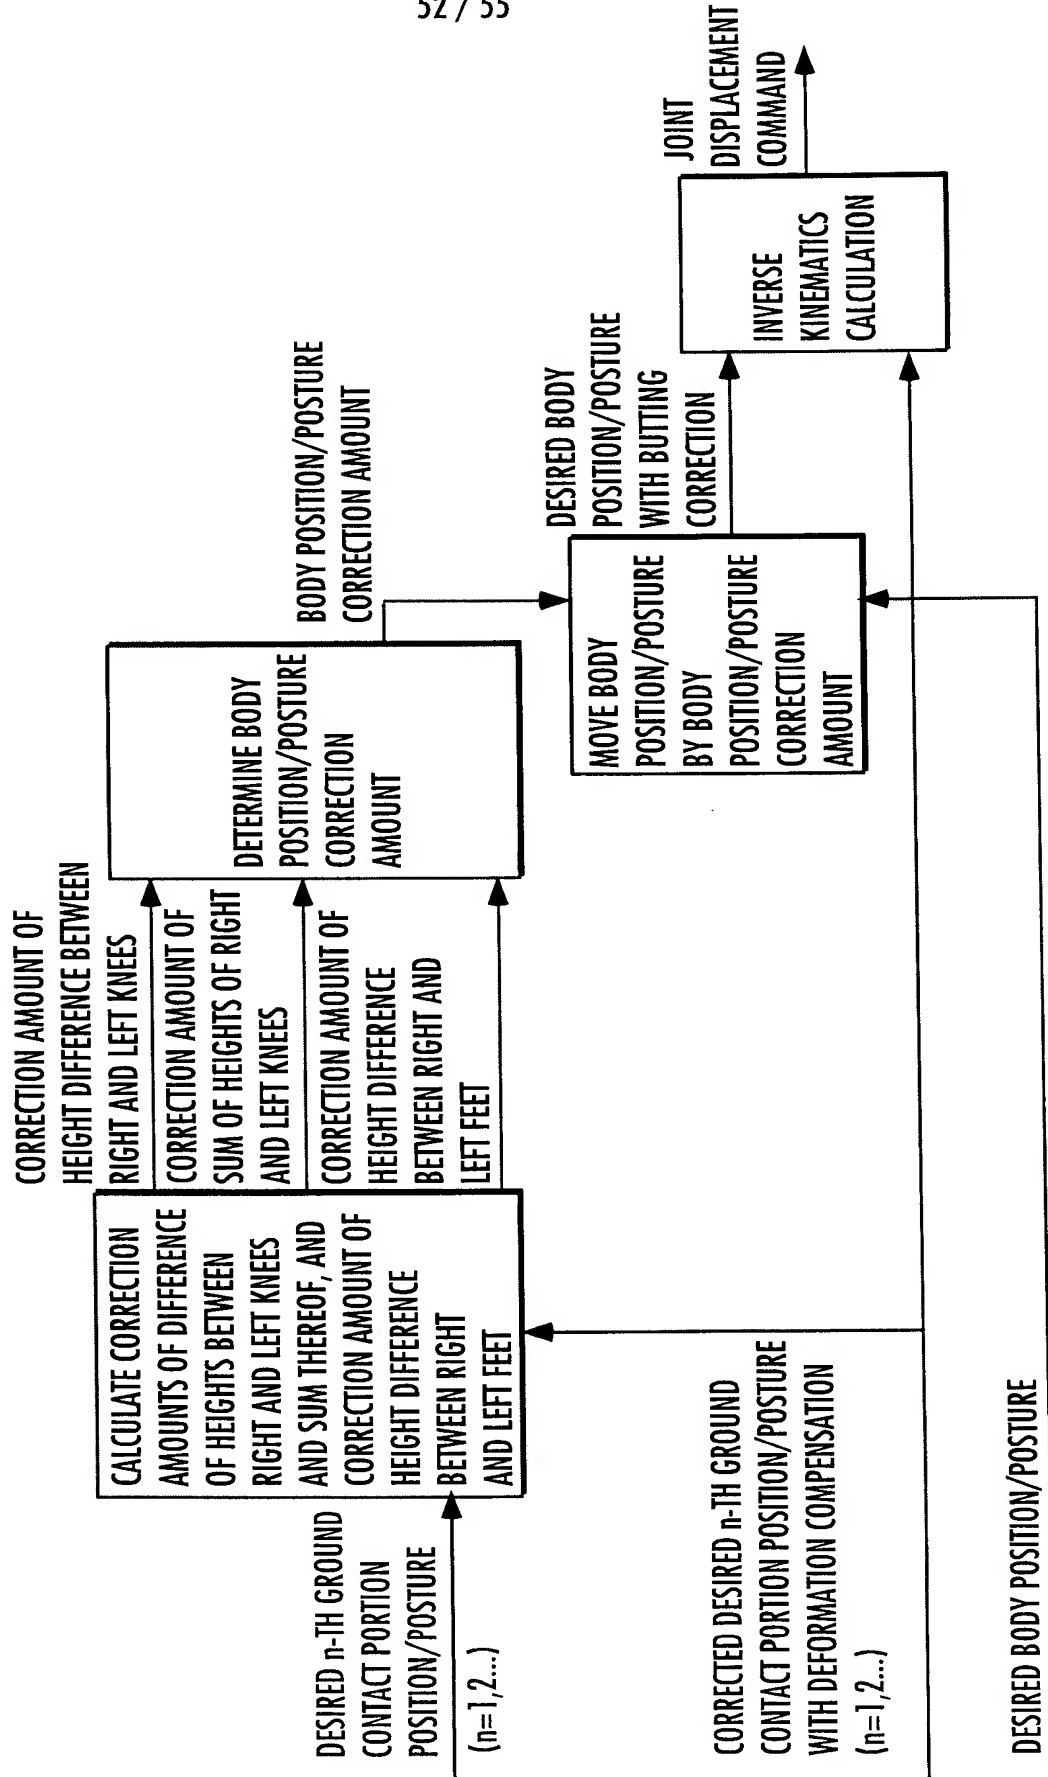 52 / 55
DESIRED n-TH GROUND
CONTACT PORTION
POSITION/POSTURE
(n=1,2...)
CORRECTED DESIRED n-TH GROUND
CONTACT PORTION POSITION/POSTURE
WITH DEFORMATION COMPENSATION
(n=1,2...)
DESIRED BODY POSITION/POSTURE
CALCULATE CORRECTION
AMOUNTS OF DIFFERENCE
OF HEIGHTS BETWEEN
RIGHT AND LEFT KNEES
AND SUM THEREOF, AND
CORRECTION AMOUNT OF
HEIGHT DIFFERENCE
BETWEEN RIGHT
AND LEFT FEET
CORRECTION AMOUNT OF
HEIGHT DIFFERENCE BETWEEN
RIGHT AND LEFT KNEES
CORRECTION AMOUNT OF
SUM OF HEIGHTS OF RIGHT
AND LEFT KNEES
CORRECTION AMOUNT OF
HEIGHT DIFFERENCE
BETWEEN RIGHT AND
LEFT FEET
DETERMINE BODY
POSITION/POSTURE
CORRECTION
AMOUNT
BODY POSITION/POSTURE
CORRECTION AMOUNT
MOVE BODY
POSITION/POSTURE
BY BODY
POSITION/POSTURE
CORRECTION
AMOUNT
DESIRED BODY
POSITION/POSTURE
WITH BUTTING
CORRECTION
INVERSE
KINEMATICS
CALCULATION
JOINT
DISPLACEMENT
COMMAND